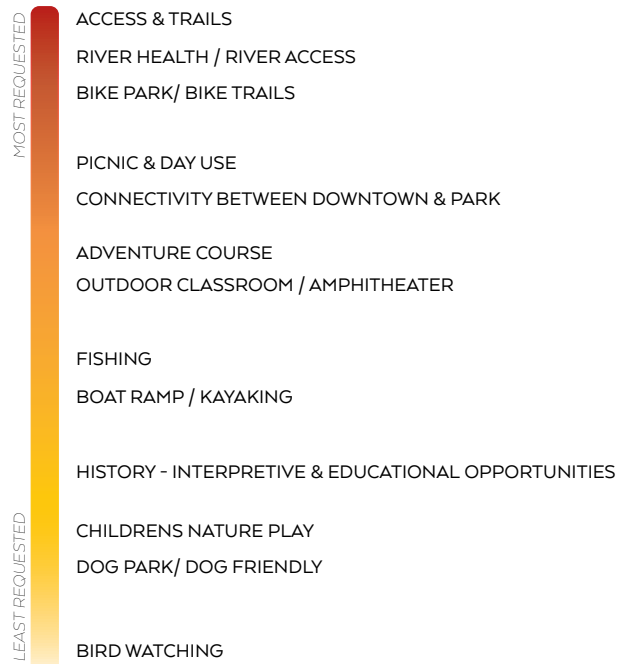 MOST REQUESTED
ACCESS & TRAILS
RIVER HEALTH / RIVER ACCESS
BIKE PARK/ BIKE TRAILS
PICNIC & DAY USE
CONNECTIVITY BETWEEN DOWNTOWN & PARK
ADVENTURE COURSE
OUTDOOR CLASSROOM / AMPHITHEATER
FISHING
BOAT RAMP / KAYAKING
HISTORY - INTERPRETIVE & EDUCATIONAL OPPORTUNITIES
CHILDRENS NATURE PLAY
DOG PARK/ DOG FRIENDLY
BIRD WATCHING
LEAST REQUESTED